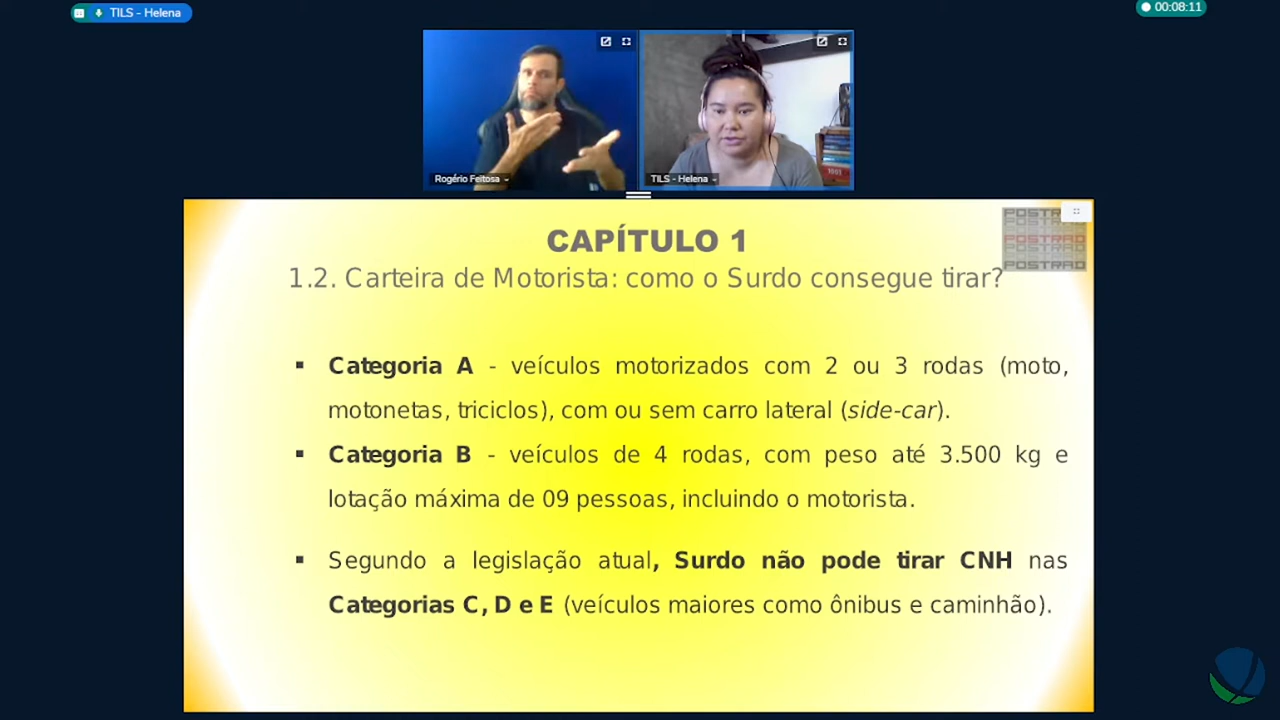 TILS - Helena
00:08:11
Rogério Feitosa
TILS - Helena
1001
POSTRAD
POSTRAD
POSTRAD
CAPÍTULO 1
1.2. Carteira de Motorista: como o Surdo consegue tirar?
▪ Categoria A - veículos motorizados com 2 ou 3 rodas (moto,
motonetas, triciclos), com ou sem carro lateral (side-car).
▪ Categoria B - veículos de 4 rodas, com peso até 3.500 kg e
lotação máxima de 09 pessoas, incluindo o motorista.
▪ Segundo a legislação atual, Surdo não pode tirar CNH nas
Categorias C, D e E (veículos maiores como ônibus e caminhão).